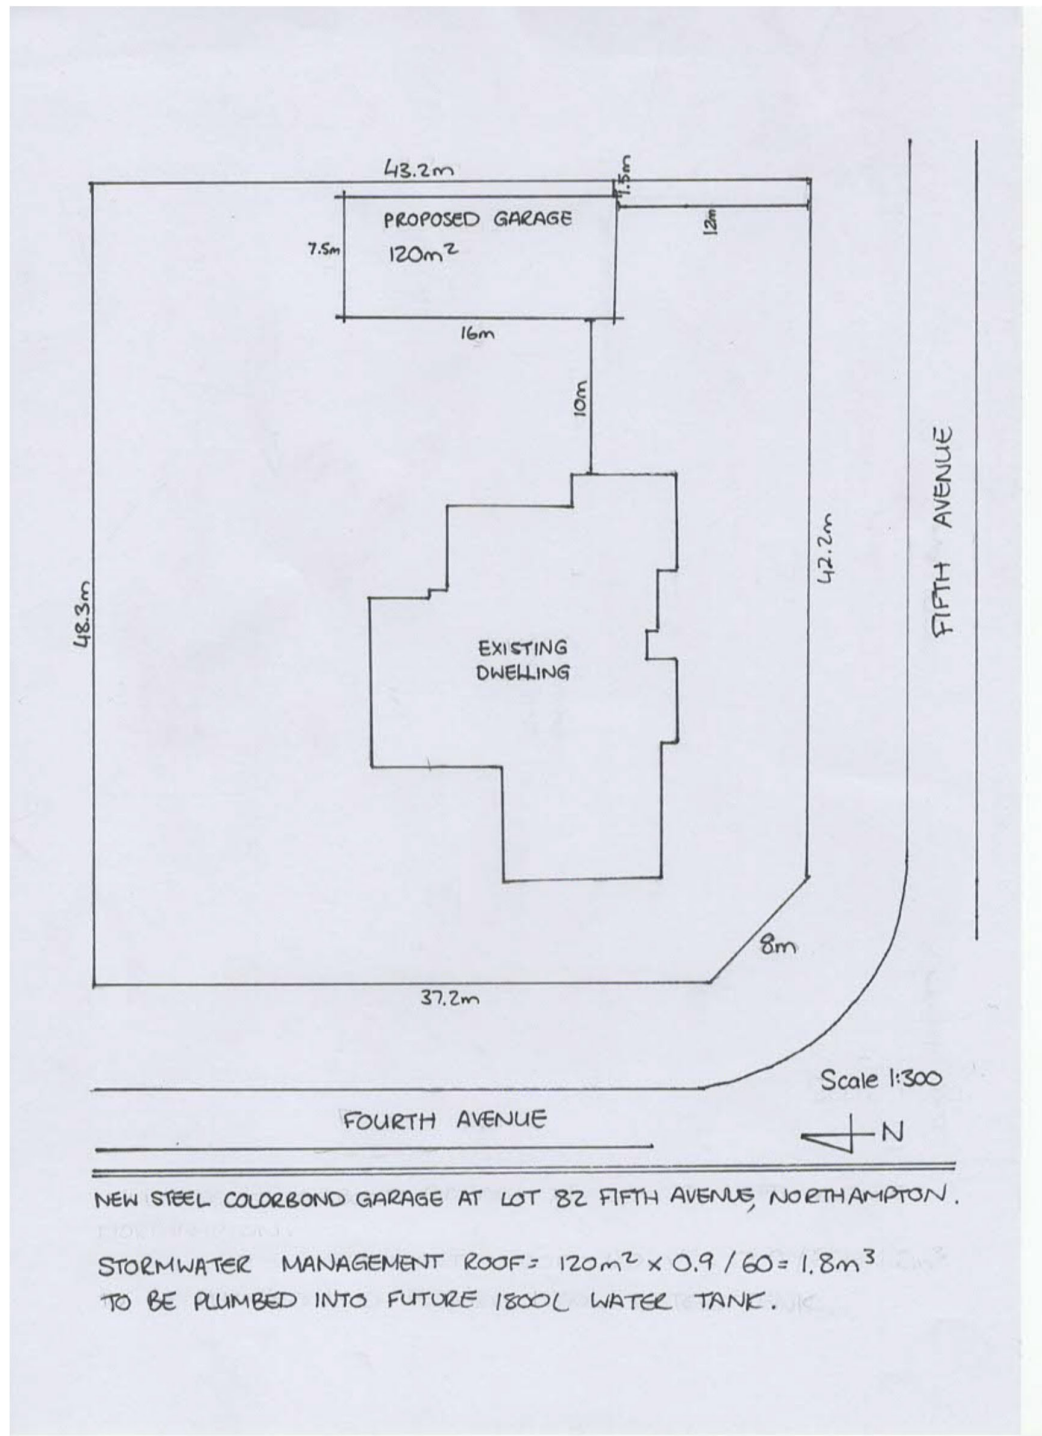 43.2m
1.5m
12m
PROPOSED GARAGE
120m²
7.5m
16m
10m
EXISTING
DWELLING
48.3m
42.2m
FIFTH AVENUE
8m
37.2m
Scale 1:300
FOURTH AVENUE
N
NEW STEEL COLORBOND GARAGE AT LOT 82 FIFTH AVENUE, NORTHAMPTON.
STORMWATER MANAGEMENT ROOF = 120m² x 0.9 / 60 = 1.8m³
TO BE PLUMBED INTO FUTURE 1800L WATER TANK.